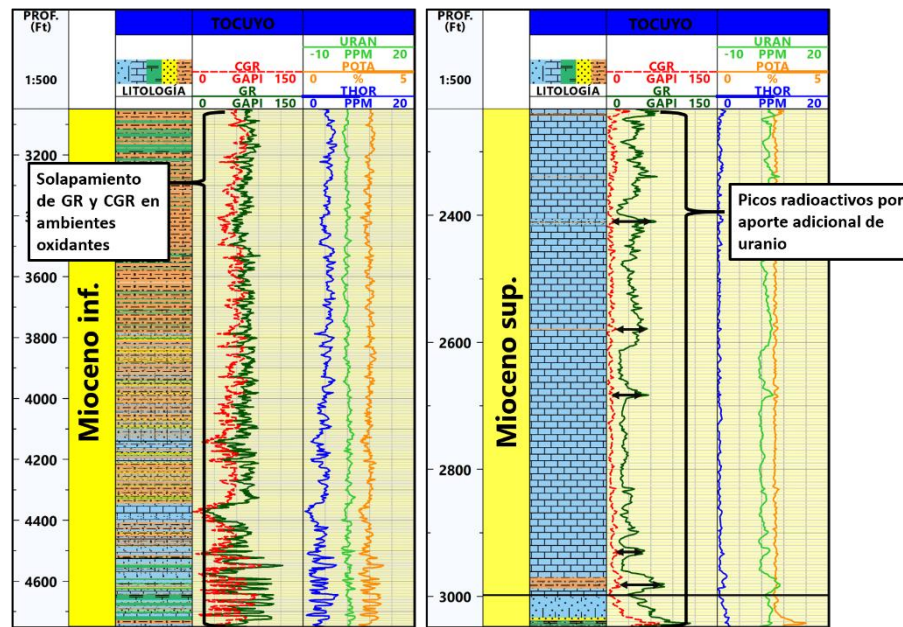 PROF.
(Ft)
1:500
TOCUYO
LITOLOGÍA
CGR
0 GAPI 150
GR
0 GAPI 150
URAN
-10 PPM 20
POTA
0 % 5
THOR
0 PPM 20
Mioceno inf.
3200
3600
3800
4000
4200
4400
4600
Solapamiento
de GR y CGR en
ambientes
oxidantes
PROF.
(Ft)
1:500
TOCUYO
LITOLOGÍA
CGR
0 GAPI 150
GR
0 GAPI 150
URAN
-10 PPM 20
POTA
0 % 5
THOR
0 PPM 20
Mioceno sup.
2400
2600
2800
3000
Picos radioactivos por
aporte adicional de
uranio